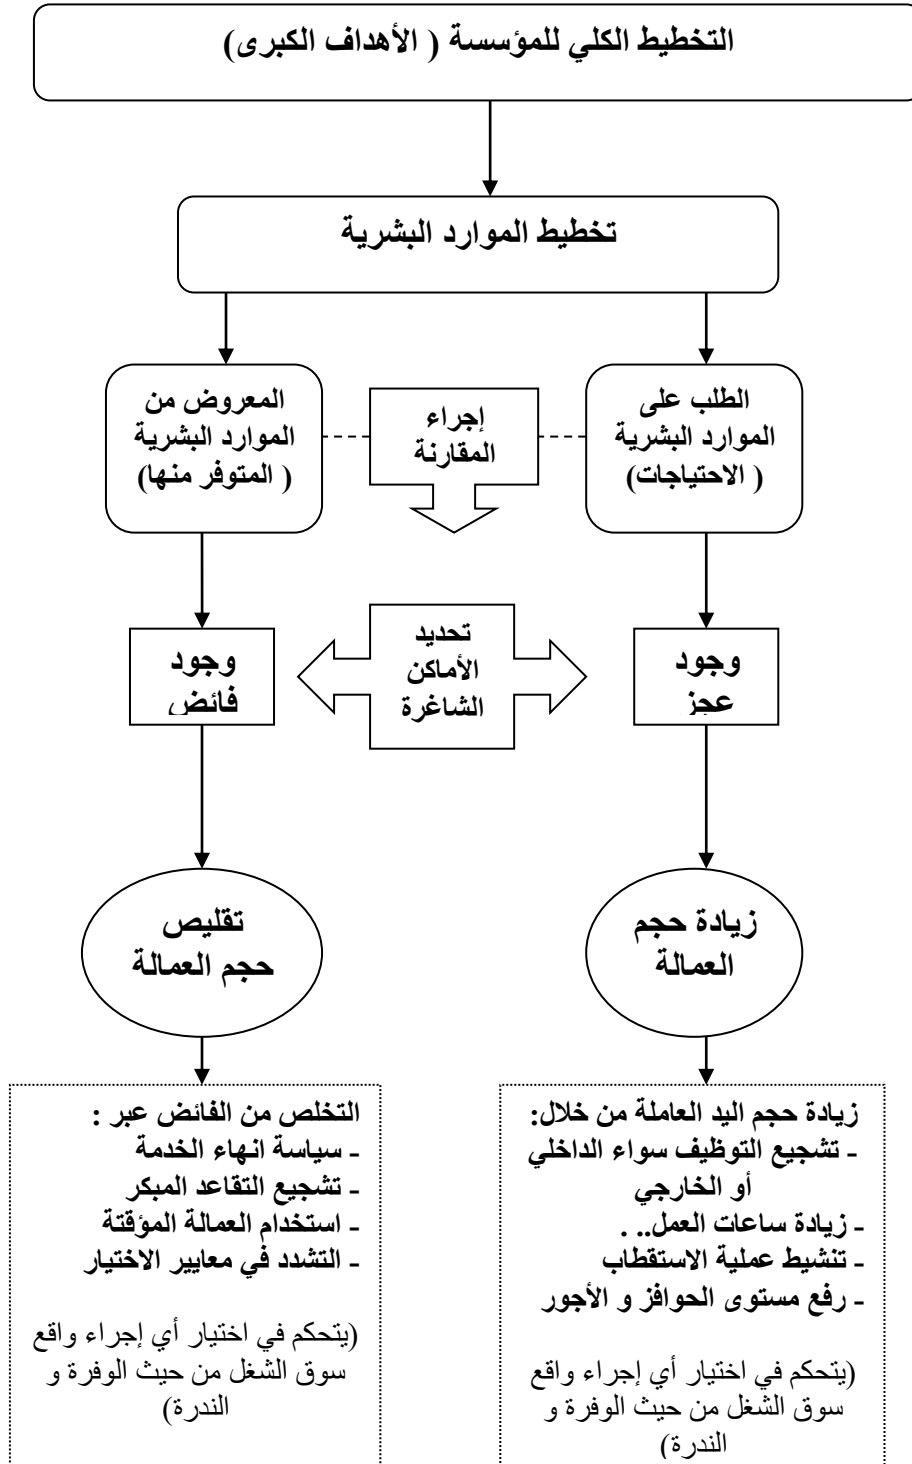 التخطيط الكلي للمؤسسة ( الأهداف الكبرى)
تخطيط الموارد البشرية
الطلب على
الموارد البشرية
( الاحتياجات)
إجراء
المقارنة
المعروض من
الموارد البشرية
( المتوفر منها)
وجود
عجز
تحديد
الأماكن
الشاغرة
وجود
فائض
زيادة حجم
العمالة
تقليص
حجم العمالة
زيادة حجم اليد العاملة من خلال:
- تشجيع التوظيف سواء الداخلي
أو الخارجي
- زيادة ساعات العمل.. .
- تنشيط عملية الاستقطاب
- رفع مستوى الحوافز و الأجور
(يتحكم في اختيار أي إجراء واقع
سوق الشغل من حيث الوفرة و
الندرة)
التخلص من الفائض عبر :
- سياسة انهاء الخدمة
- تشجيع التقاعد المبكر
- استخدام العمالة المؤقتة
- التشدد في معايير الاختيار
(يتحكم في اختيار أي إجراء واقع
سوق الشغل من حيث الوفرة و
الندرة)